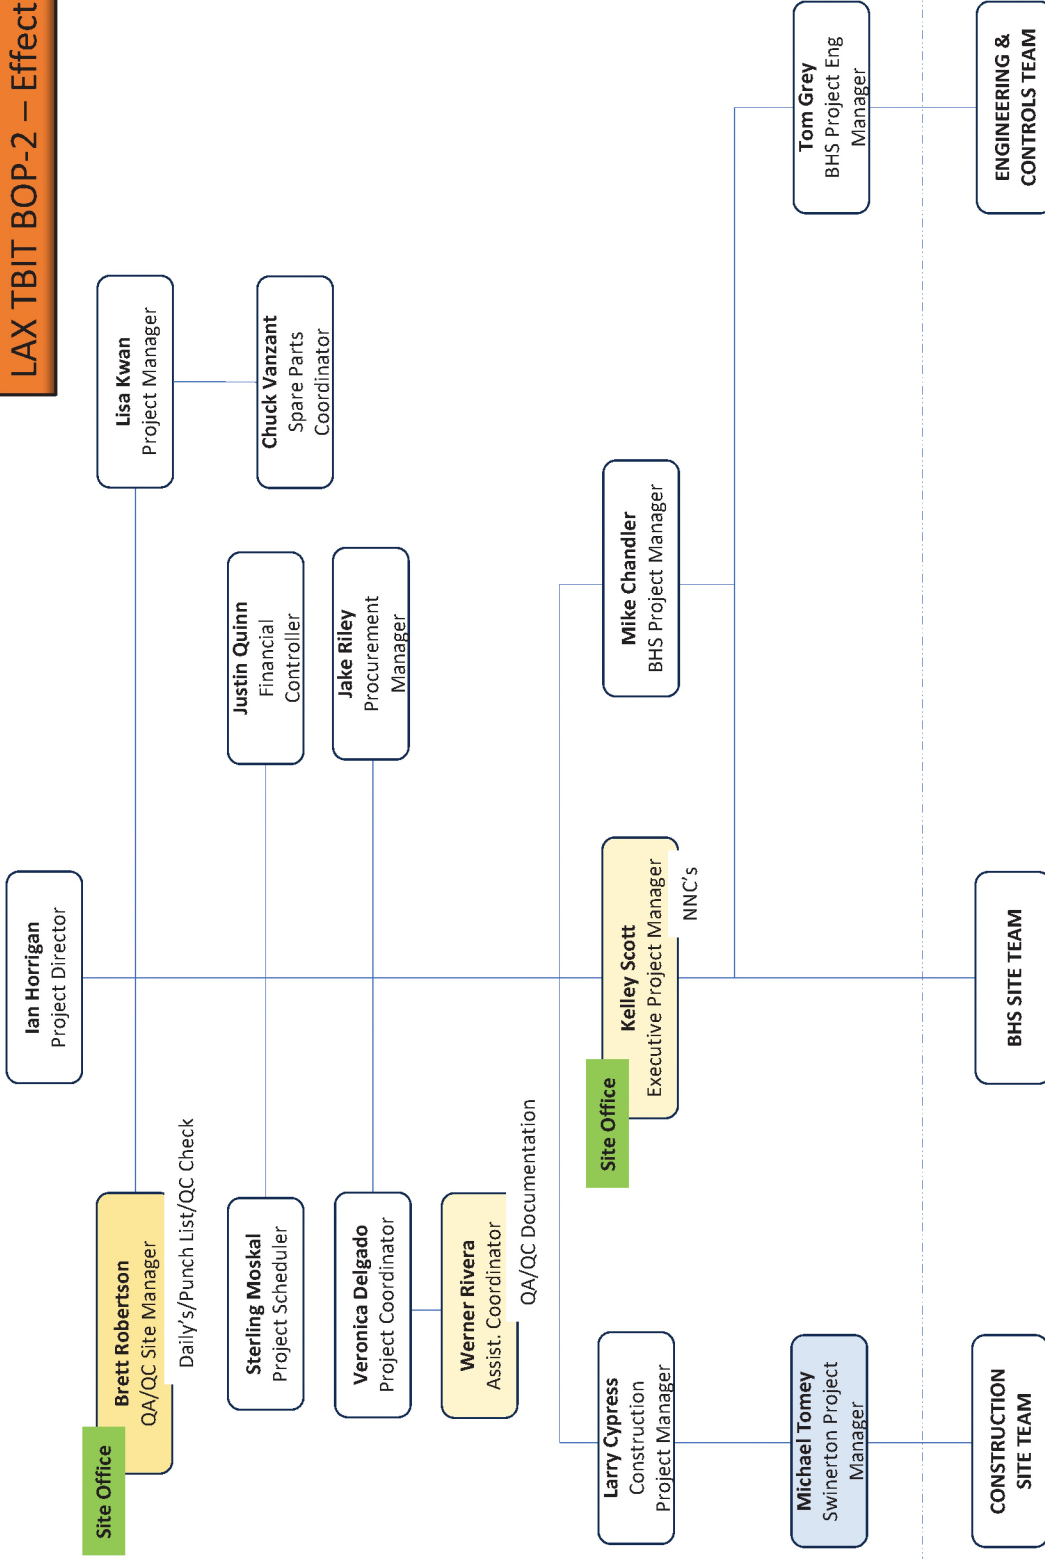 LAX TBIT BOP-2 – Effect
Ian Horrigan
Project Director
Site Office
Brett Robertson
QA/QC Site Manager
Daily's/Punch List/QC Check
Lisa Kwan
Project Manager
Chuck Vanzant
Spare Parts
Coordinator
Sterling Moskal
Project Scheduler
Justin Quinn
Financial
Controller
Veronica Delgado
Project Coordinator
Jake Riley
Procurement
Manager
Werner Rivera
Assist. Coordinator
QA/QC Documentation
Larry Cypress
Construction
Project Manager
Site Office
Kelley Scott
Executive Project Manager
NNC's
Mike Chandler
BHS Project Manager
Michael Tomey
Swinerton Project
Manager
Tom Grey
BHS Project Eng
Manager
CONSTRUCTION
SITE TEAM
BHS SITE TEAM
ENGINEERING &
CONTROLS TEAM